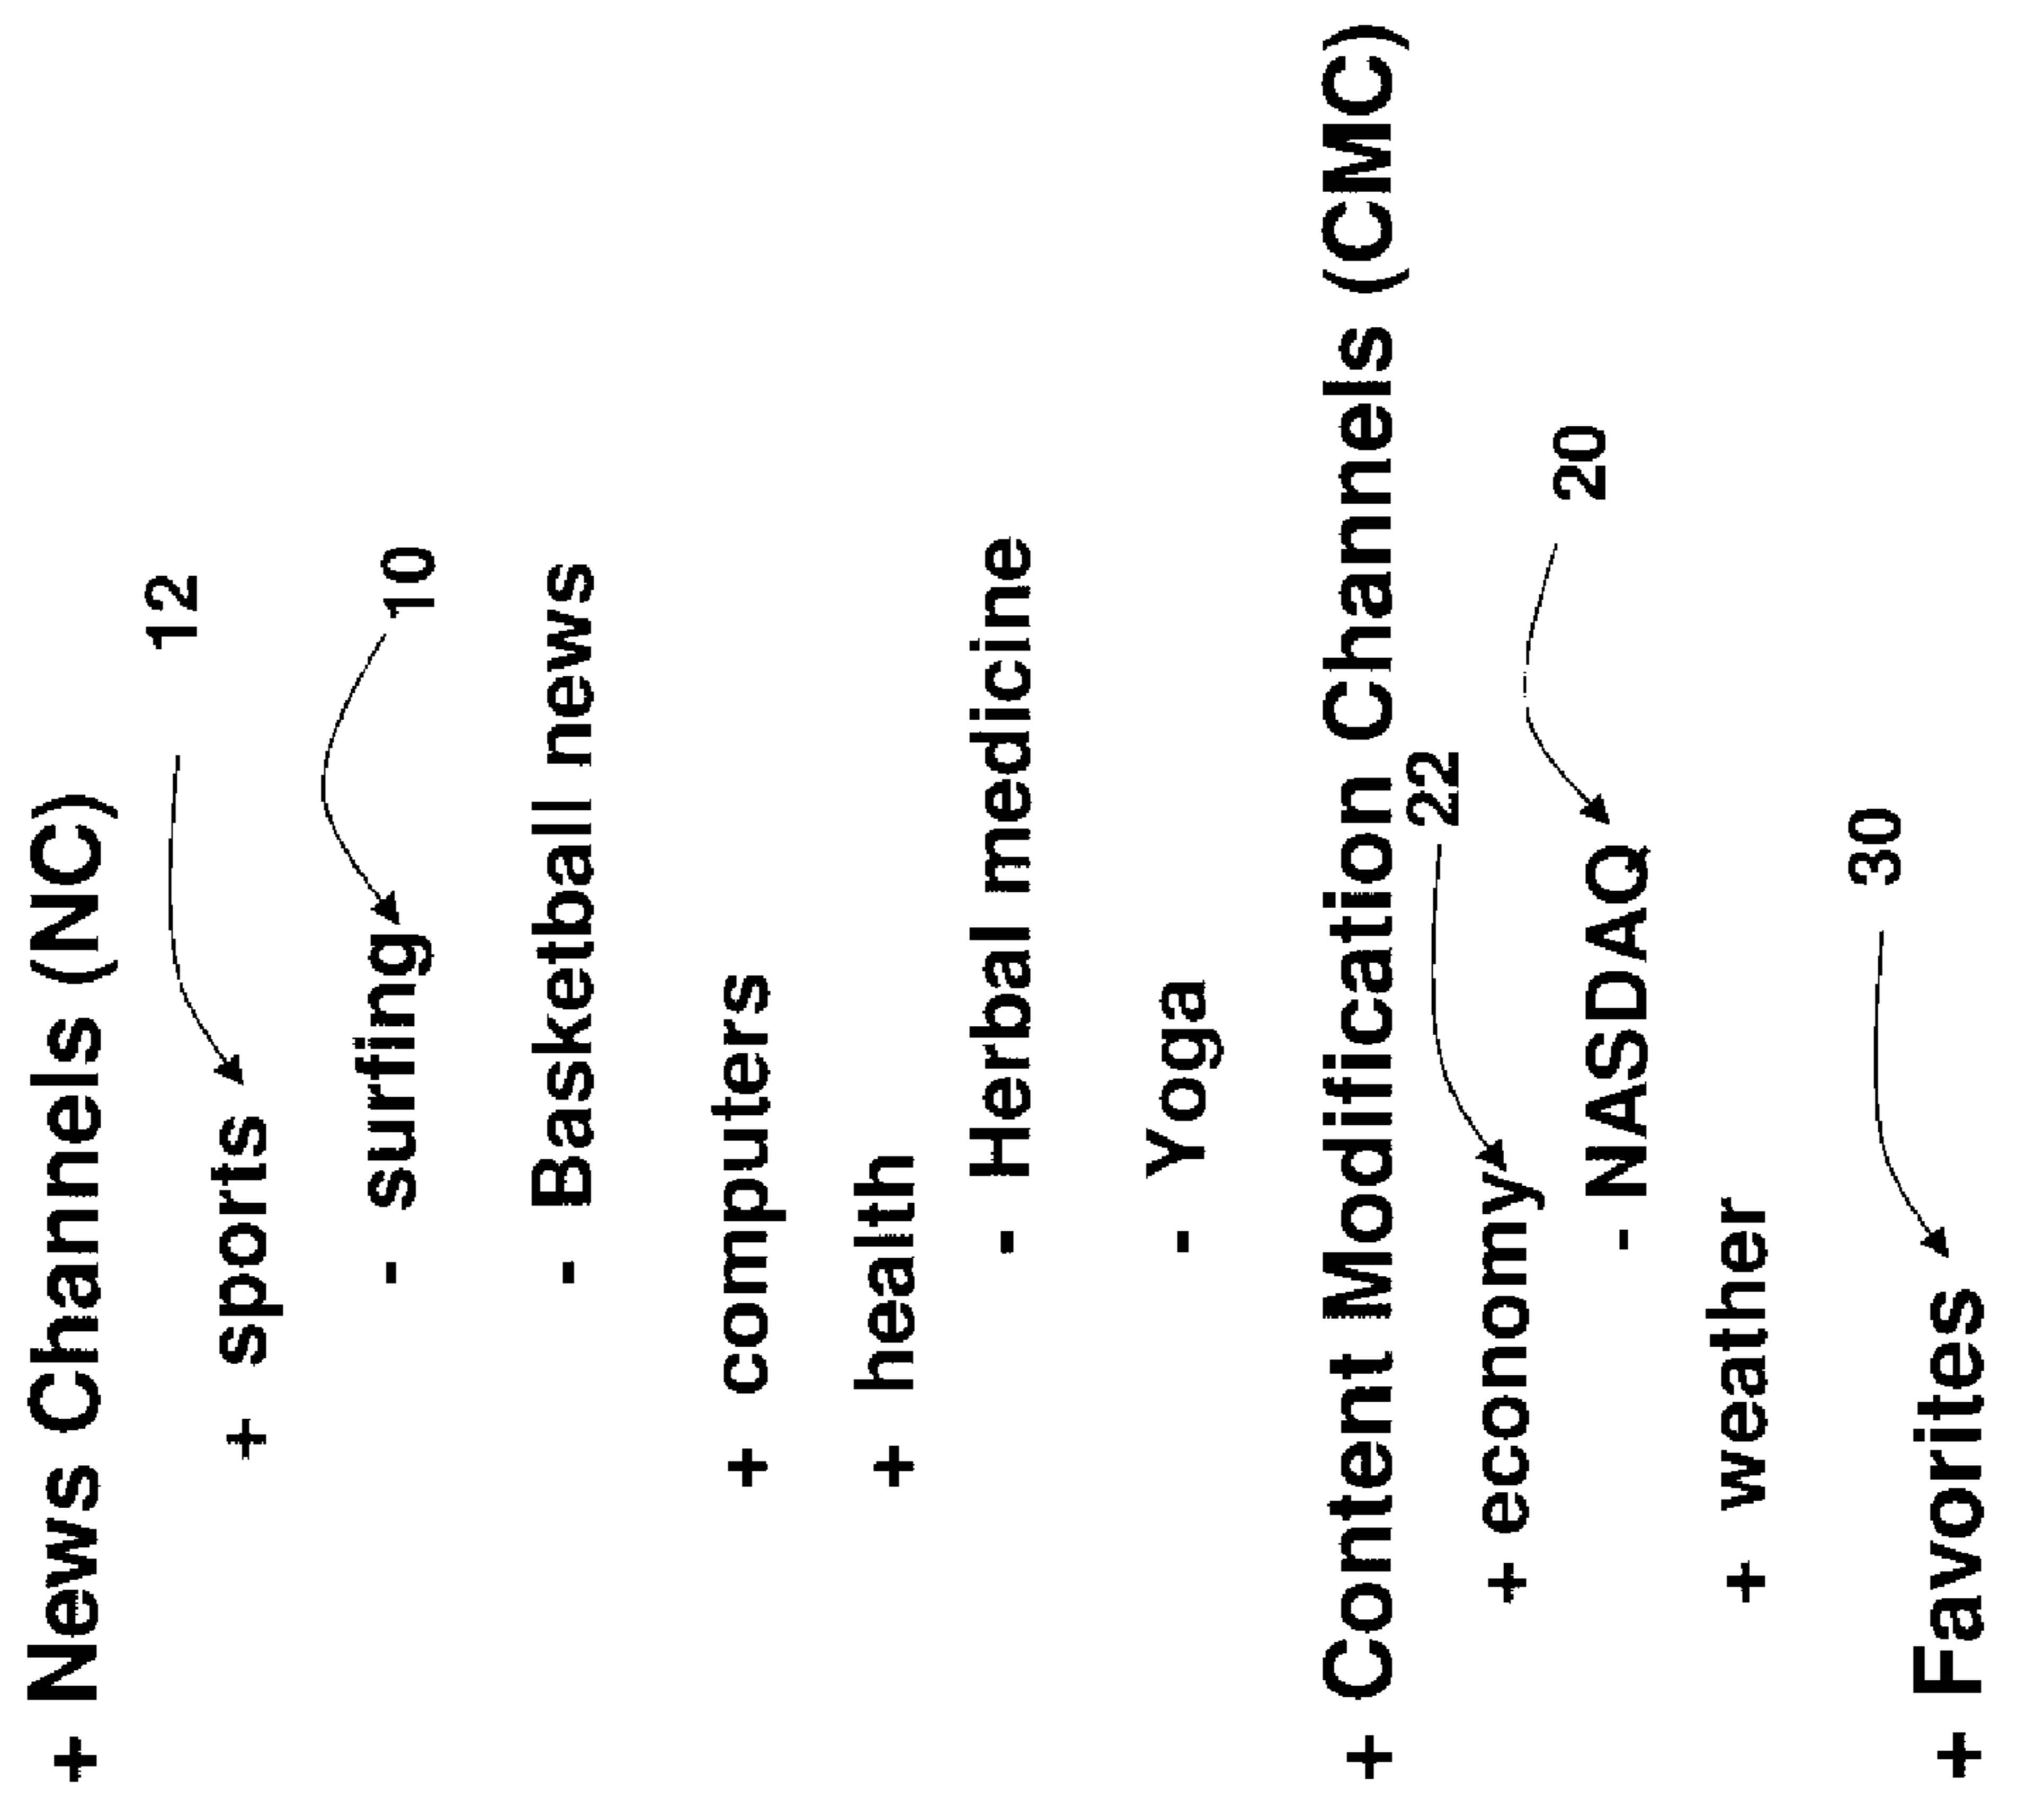 + News Channels (NC)
12
+ sports
10
- surfing
- Basketball news
+ computers
+ health
- Herbal medicine
- Yoga
+ Content Modification Channels (CMC)
22
+ economy
20
- NASDAQ
+ weather
30
+ Favorites